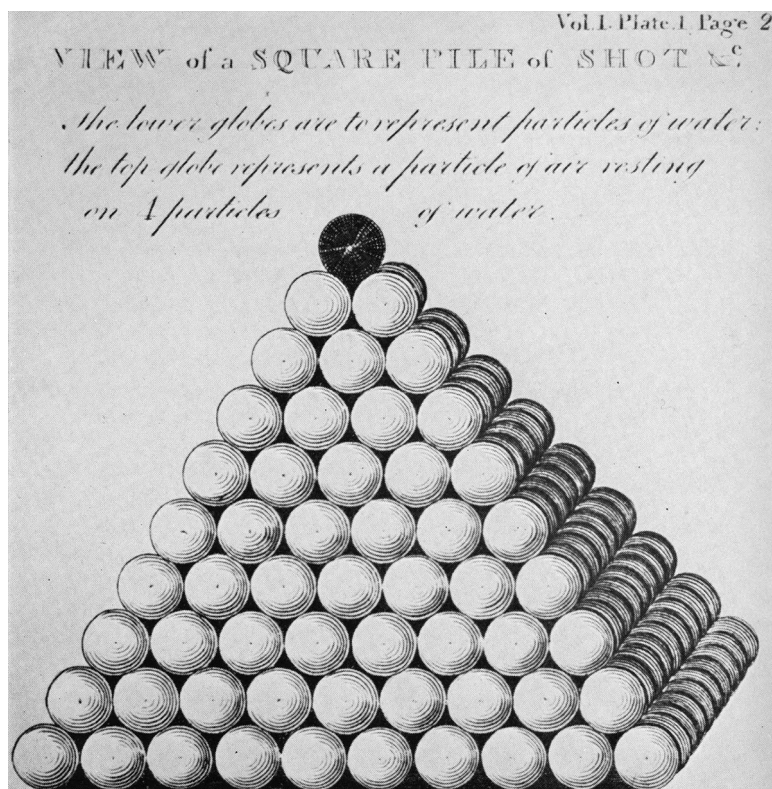 Vol.I. Plate.1. Page 2
VIEW of a SQUARE PILE of SHOT &c
The lower globes are to represent particles of water:
the top globe represents a particle of air resting
on 4 particles of water.